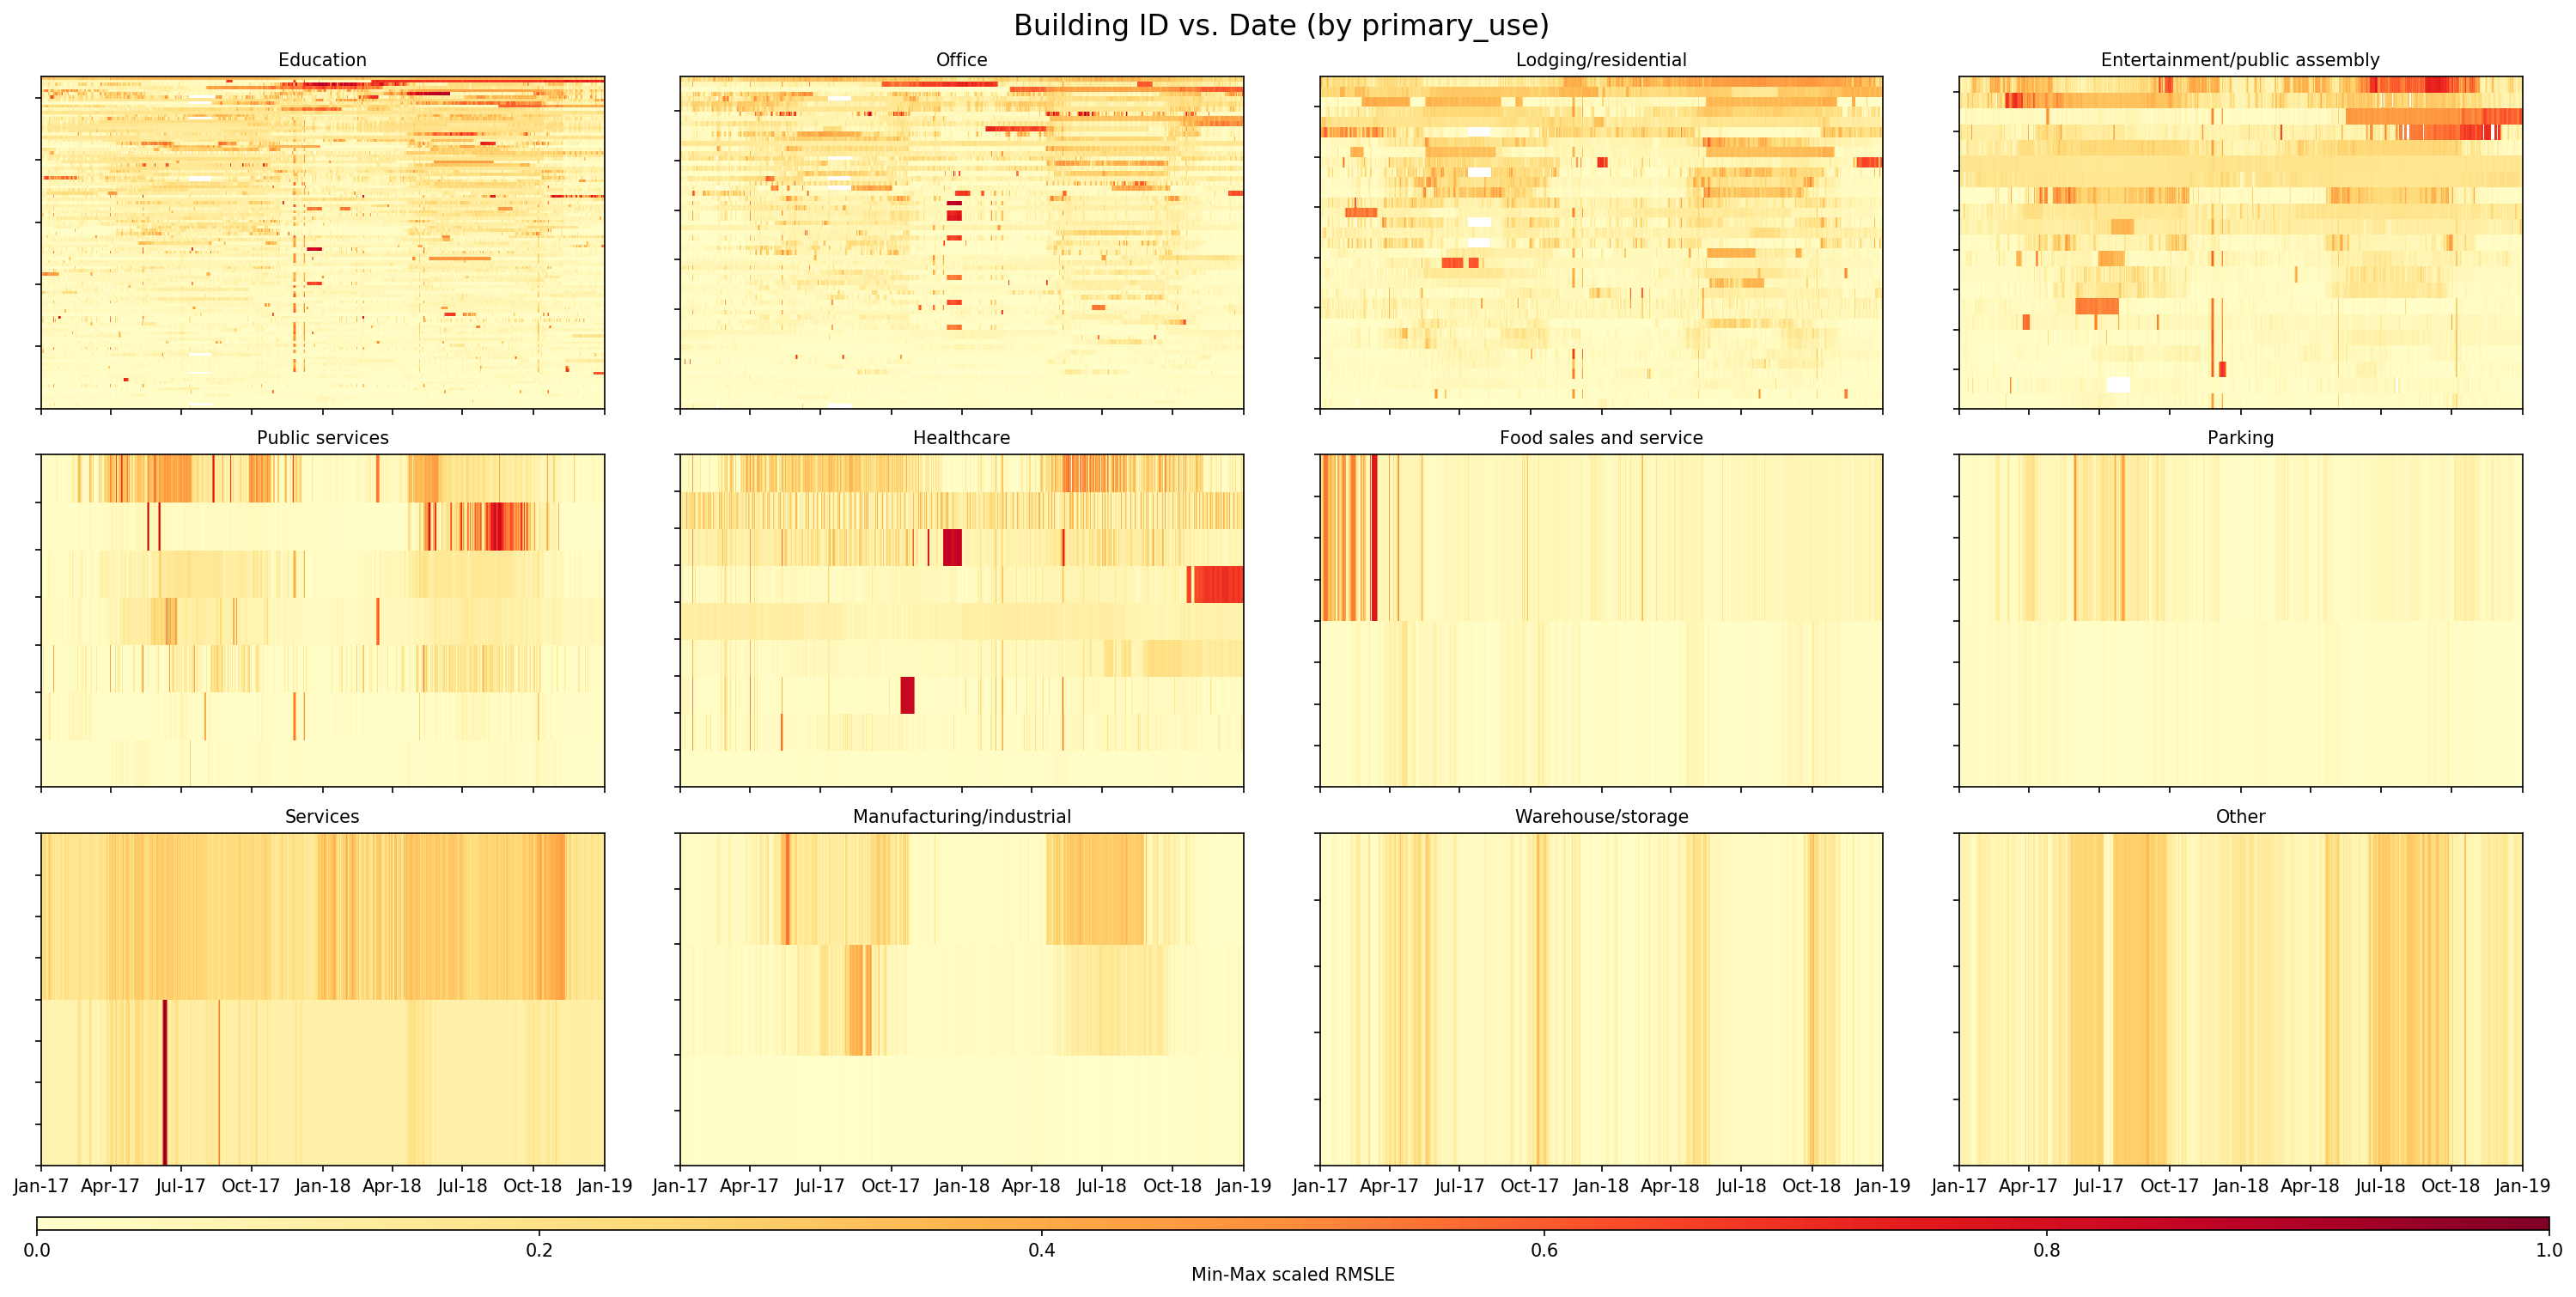 Building ID vs. Date (by primary_use)
Education
Office
Lodging/residential
Entertainment/public assembly
Public services
Healthcare
Food sales and service
Parking
Services
Manufacturing/industrial
Warehouse/storage
Other
Jan-17 Apr-17 Jul-17 Oct-17 Jan-18 Apr-18 Jul-18 Oct-18 Jan-19
Jan-17 Apr-17 Jul-17 Oct-17 Jan-18 Apr-18 Jul-18 Oct-18 Jan-19
Jan-17 Apr-17 Jul-17 Oct-17 Jan-18 Apr-18 Jul-18 Oct-18 Jan-19
Jan-17 Apr-17 Jul-17 Oct-17 Jan-18 Apr-18 Jul-18 Oct-18 Jan-19
0.0 0.2 0.4 0.6 0.8 1.0
Min-Max scaled RMSLE